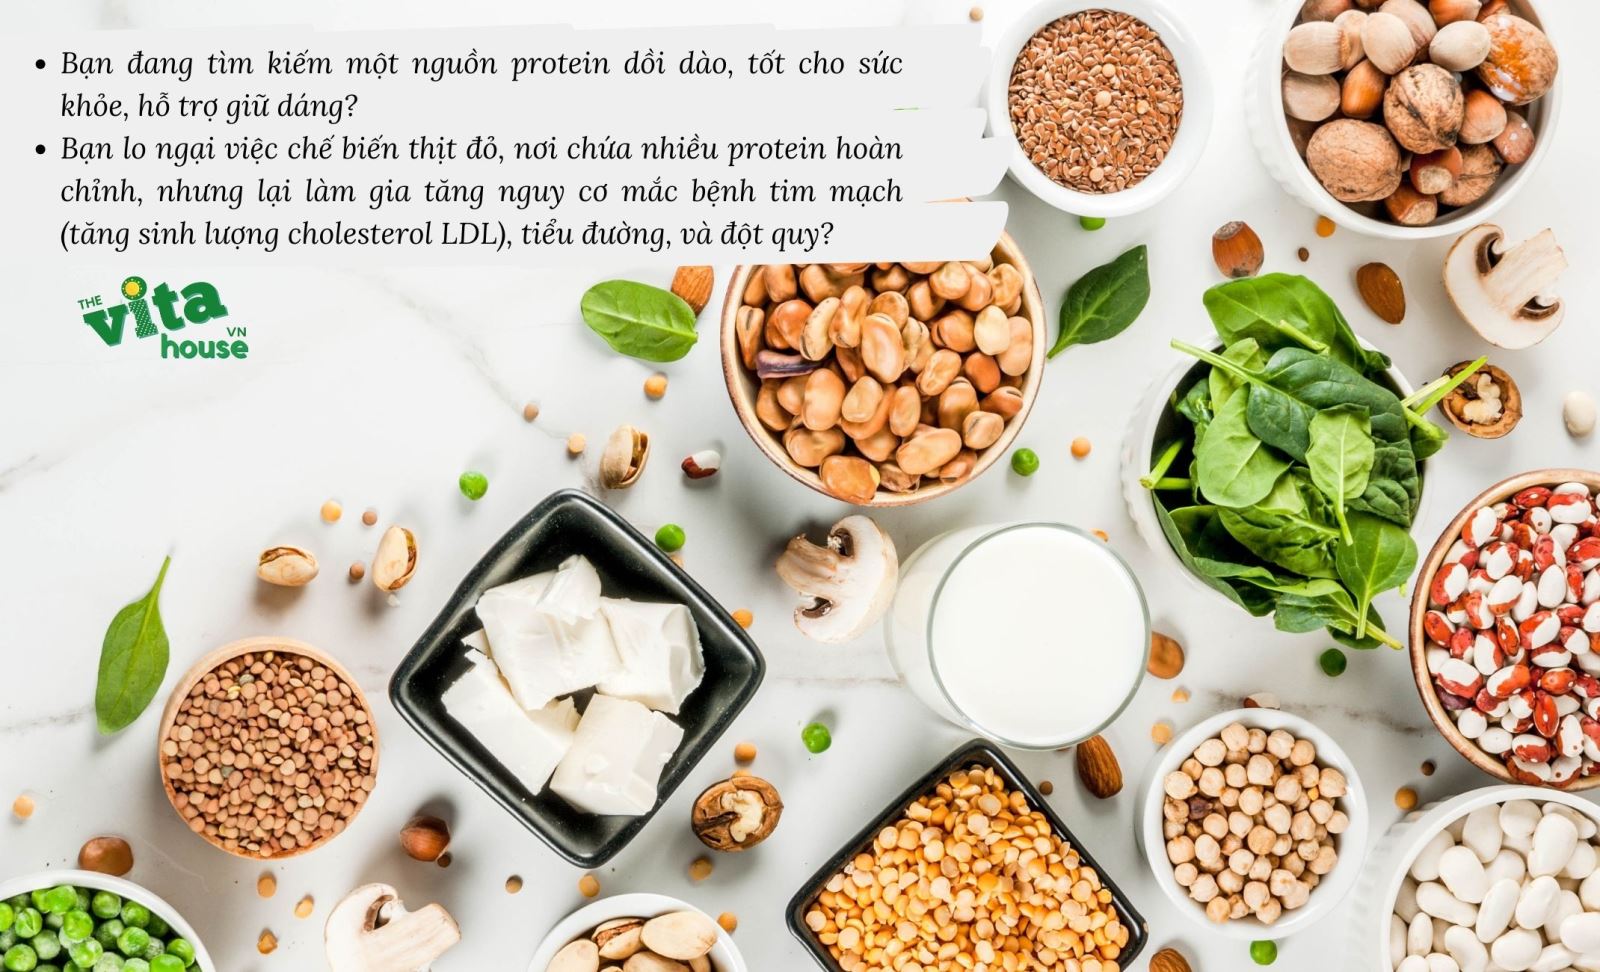 • Bạn đang tìm kiếm một nguồn protein dồi dào, tốt cho sức
khỏe, hỗ trợ giữ dáng?
• Bạn lo ngại việc chế biến thịt đỏ, nơi chứa nhiều protein hoàn
chỉnh, nhưng lại làm gia tăng nguy cơ mắc bệnh tim mạch
(tăng sinh lượng cholesterol LDL), tiểu đường, và đột quy?
THE
vita
VN
house